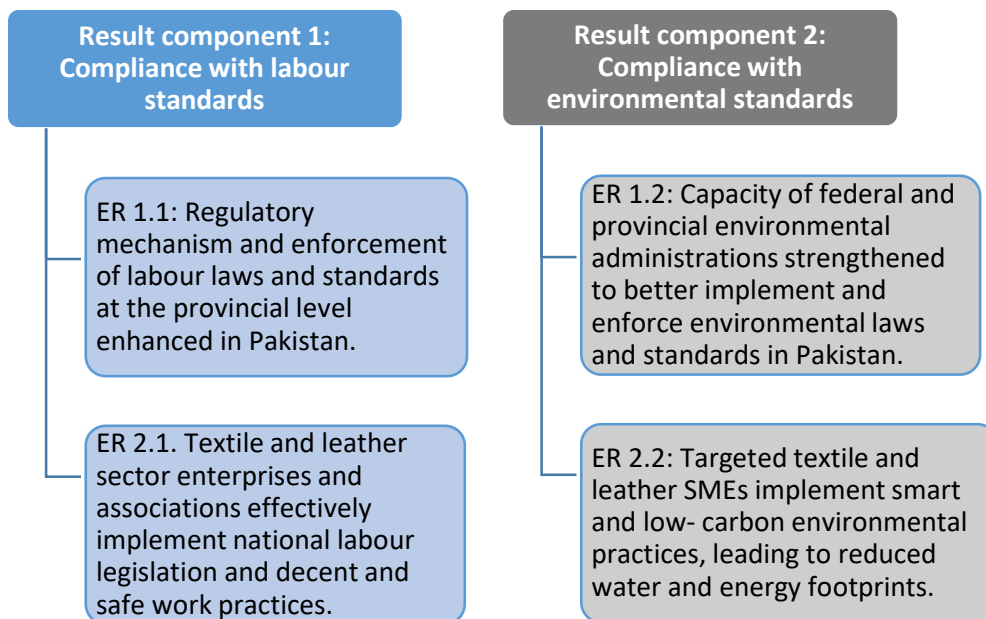 Result component 1:
Compliance with labour
standards
ER 1.1: Regulatory
mechanism and enforcement
of labour laws and standards
at the provincial level
enhanced in Pakistan.
ER 2.1. Textile and leather
sector enterprises and
associations effectively
implement national labour
legislation and decent and
safe work practices.
Result component 2:
Compliance with
environmental standards
ER 1.2: Capacity of federal and
provincial environmental
administrations strengthened
to better implement and
enforce environmental laws
and standards in Pakistan.
ER 2.2: Targeted textile and
leather SMEs implement smart
and low- carbon environmental
practices, leading to reduced
water and energy footprints.